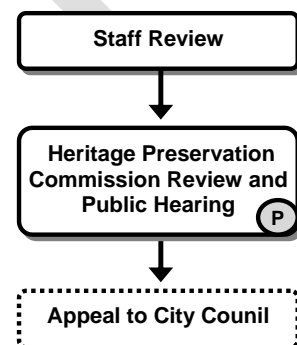 Staff Review
Heritage Preservation
Commission Review and
Public Hearing
P
Appeal to City Counil